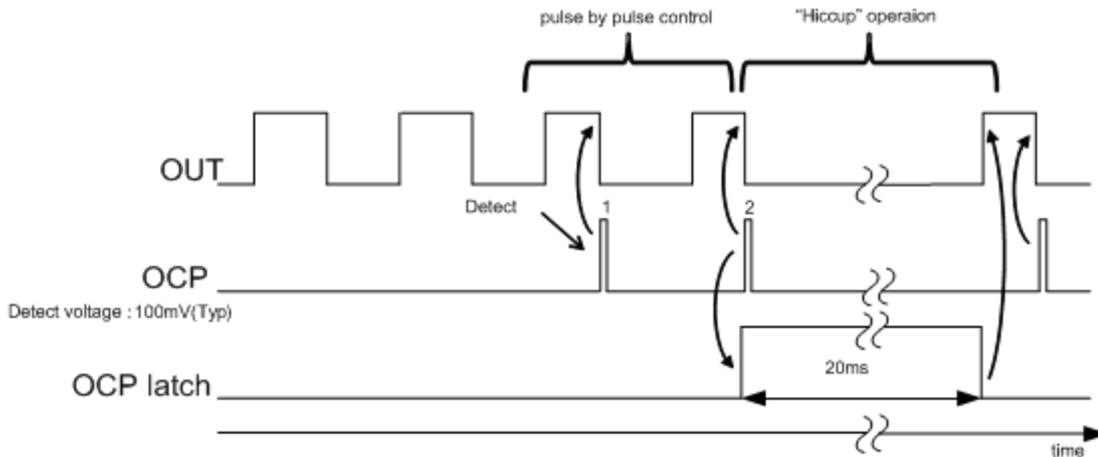 pulse by pulse control
"Hiccup" operaion
OUT
Detect
1
2
OCP
Detect voltage : 100mV(Typ)
20ms
OCP latch
time